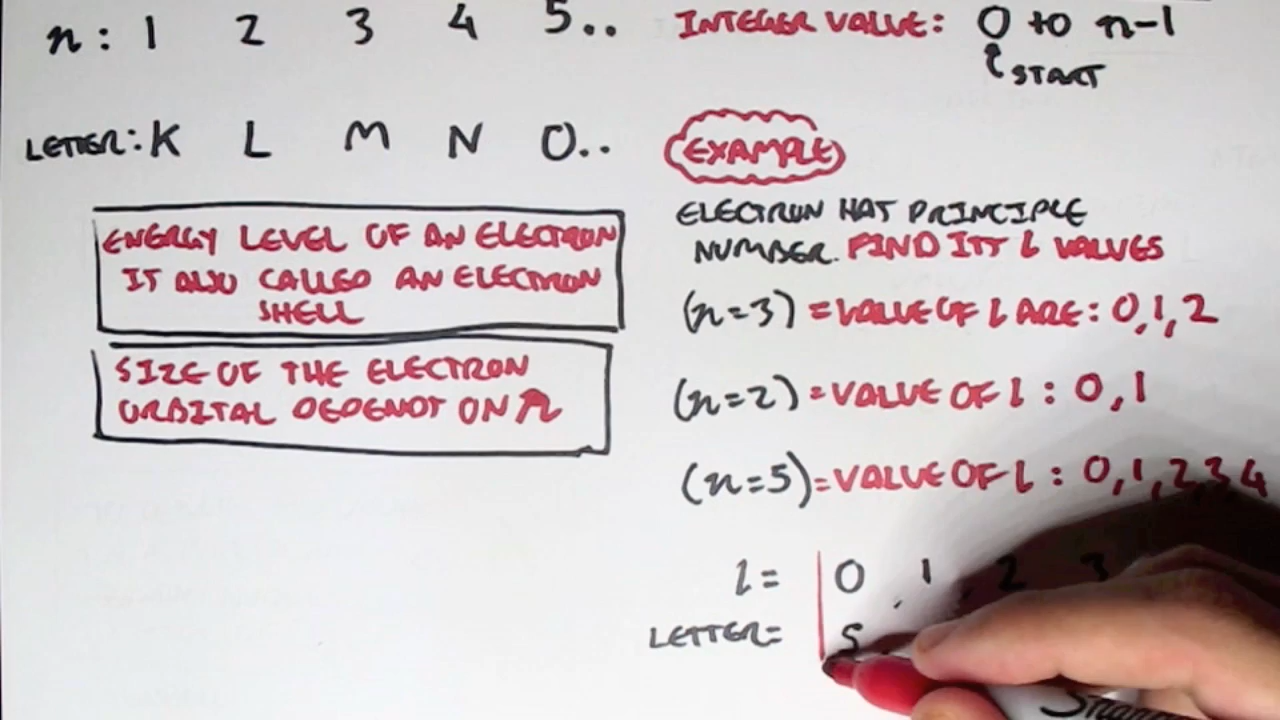 n: 1 2 3 4 5..
LETTER: K L M N O..
ENERGY LEVEL OF AN ELECTRON
IT ALSO CALLED AN ELECTRON
SHELL
SIZE OF THE ELECTRON
ORBITAL DEPENDT ON n
INTEGER VALUE: 0 to n-1
START
EXAMPLE
ELECTRON HAT PRINCIPLE
NUMBER. FIND ITT L VALUES
(n=3) = VALUE OF L ARE: 0,1,2
(n=2) = VALUE OF l : 0,1
(n=5) = VALUE OF L : 0,1,2,3,4
l = 0 1 2 3
LETTER = S